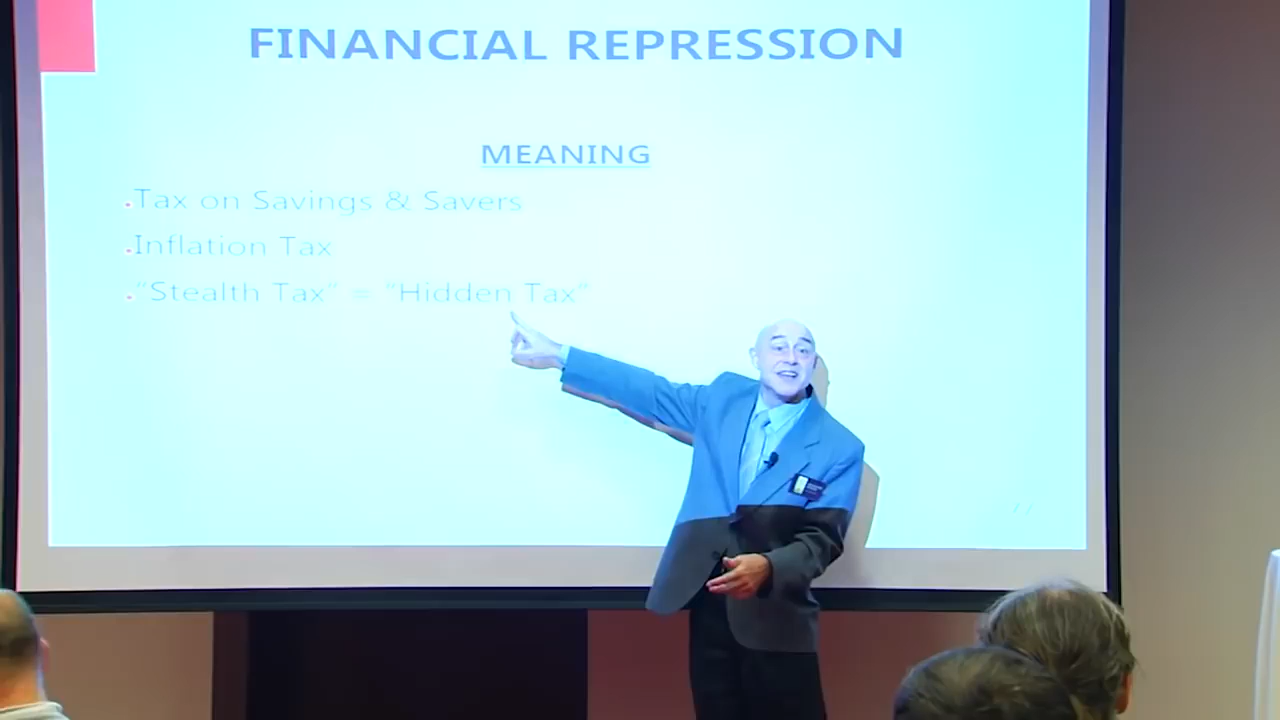 FINANCIAL REPRESSION
MEANING
.Tax on Savings & Savers
.Inflation Tax
."Stealth Tax" = "Hidden Tax"